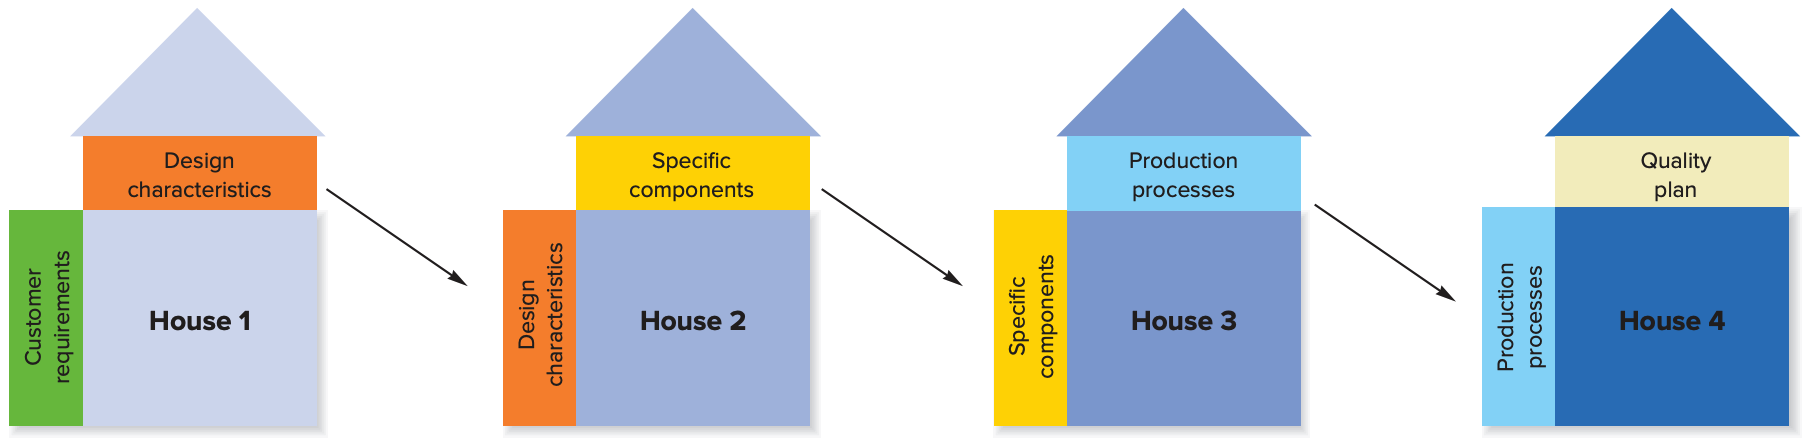 Design
characteristics
Customer
requirements
House 1
Specific
components
Design
characteristics
House 2
Production
processes
Specific
components
House 3
Quality
plan
Production
processes
House 4